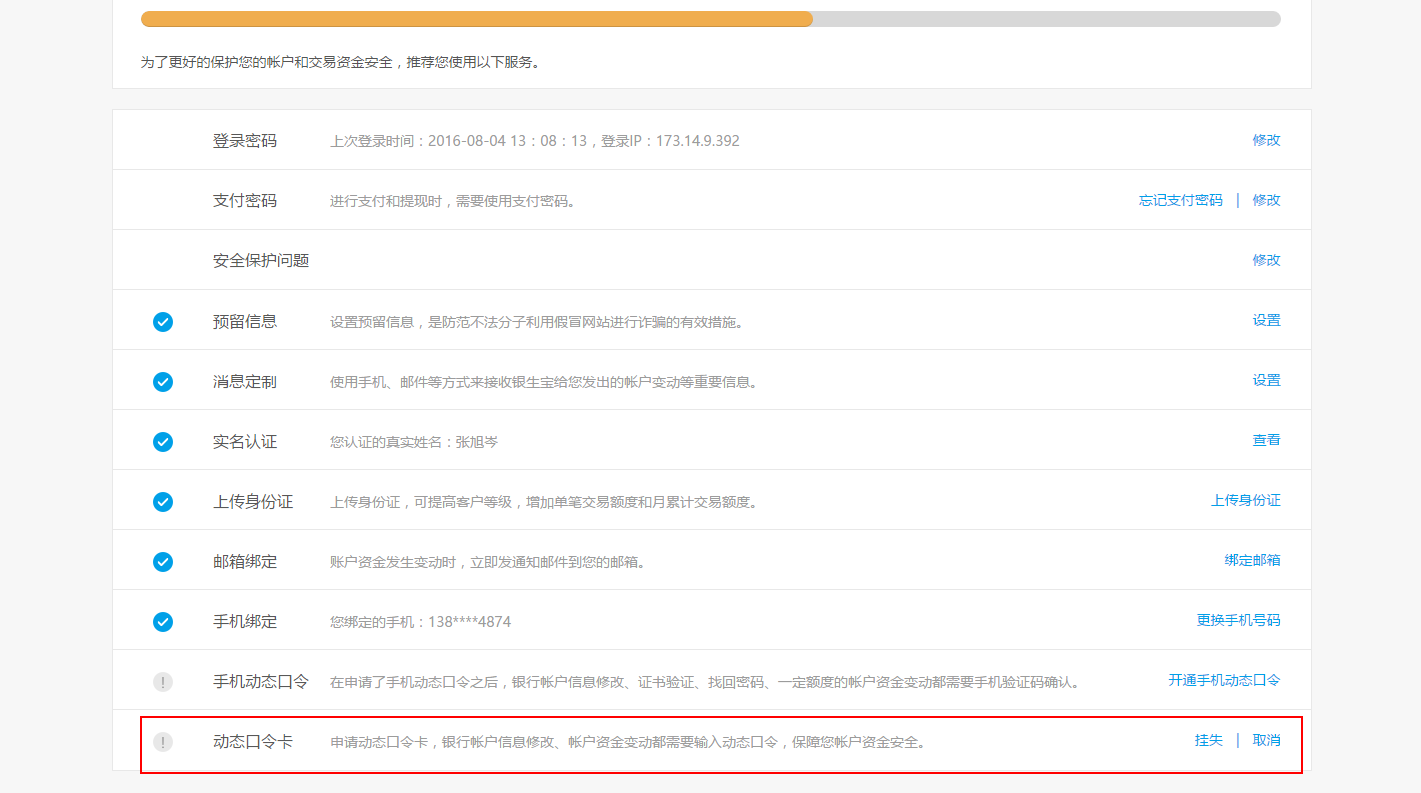 为了更好的保护您的帐户和交易资金安全，推荐您使用以下服务。
登录密码 上次登录时间：2016-08-04 13：08：13，登录IP：173.14.9.392 修改
支付密码 进行支付和提现时，需要使用支付密码。 忘记支付密码 | 修改
安全保护问题 修改
预留信息 设置预留信息，是防范不法分子利用假冒网站进行诈骗的有效措施。 设置
消息定制 使用手机、邮件等方式来接收银生宝给您发出的帐户变动等重要信息。 设置
实名认证 您认证的真实姓名：张旭岑 查看
上传身份证 上传身份证，可提高客户等级，增加单笔交易额度和月累计交易额度。 上传身份证
邮箱绑定 账户资金发生变动时，立即发通知邮件到您的邮箱。 绑定邮箱
手机绑定 您绑定的手机：138****4874 更换手机号码
手机动态口令 在申请了手机动态口令之后，银行帐户信息修改、证书验证、找回密码、一定额度的帐户资金变动都需要手机验证码确认。 开通手机动态口令
动态口令卡 申请动态口令卡，银行帐户信息修改、帐户资金变动都需要输入动态口令，保障您帐户资金安全。 挂失 | 取消